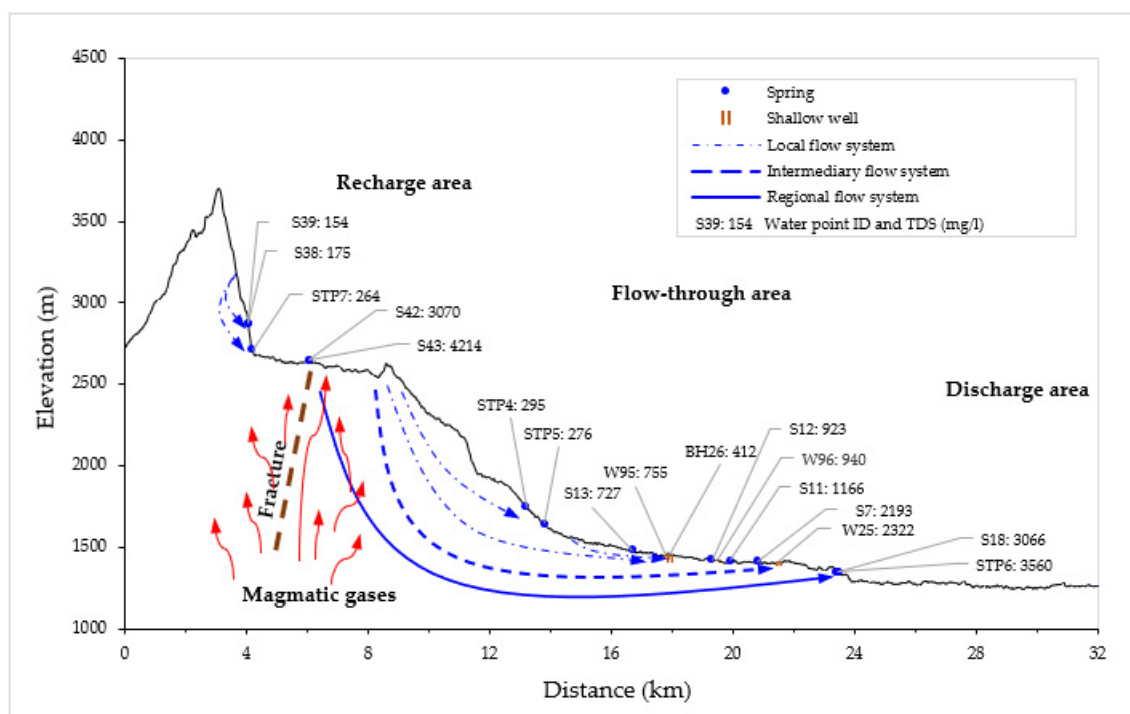 4500
4000
3500
3000
2500
2000
1500
1000
Elevation (m)
Spring
Shallow well
Local flow system
Intermediary flow system
Regional flow system
S39: 154 Water point ID and TDS (mg/l)
Recharge area
S39: 154
S38: 175
STP7: 264
S42: 3070
S43: 4214
Flow-through area
Discharge area
STP4: 295
STP5: 276
S13: 727
W95: 755
BH26: 412
S12: 923
W96: 940
S11: 1166
S7: 2193
W25: 2322
S18: 3066
STP6: 3560
Fracture
Magmatic gases
0 4 8 12 16 20 24 28 32
Distance (km)